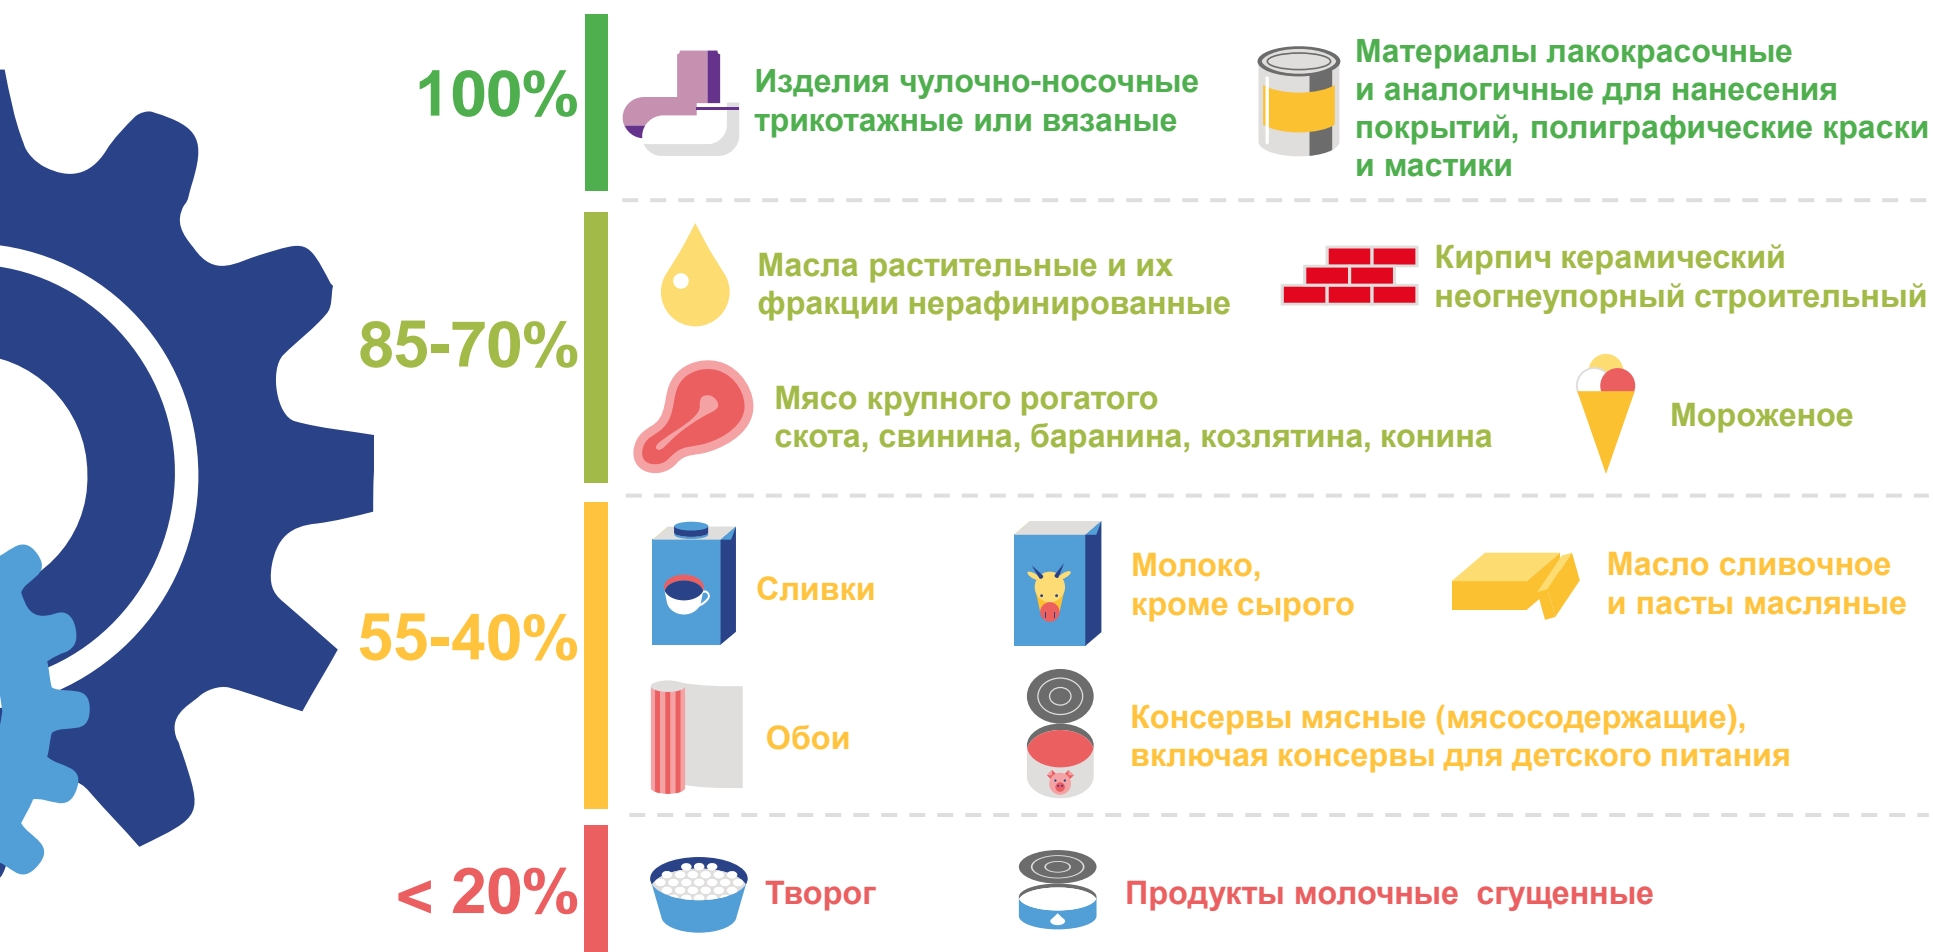 100%
Изделия чулочно-носочные
трикотажные или вязаные
Материалы лакокрасочные
и аналогичные для нанесения
покрытий, полиграфические краски
и мастики
85-70%
Масла растительные и их
фракции нерафинированные
Кирпич керамический
неогнеупорный строительный
Мясо крупного рогатого
скота, свинина, баранина, козлятина, конина
Мороженое
55-40%
Сливки
Молоко,
кроме сырого
Масло сливочное
и пасты масляные
Обои
Консервы мясные (мясосодержащие),
включая консервы для детского питания
< 20%
Творог
Продукты молочные сгущенные